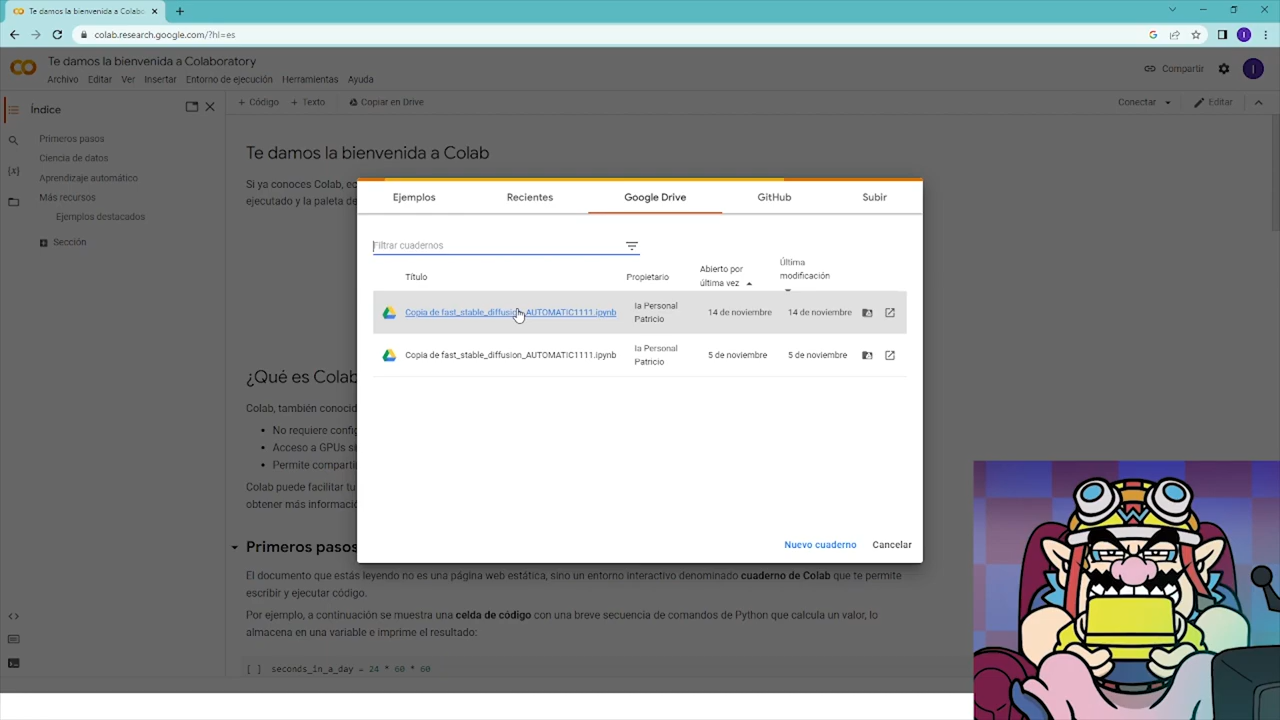 Te damos la bienvenida a Colabo
colab.research.google.com/?hl=es
Te damos la bienvenida a Colaboratory
Archivo Editar Ver Insertar Entorno de ejecución Herramientas Ayuda
Compartir
I
I
Índice
+ Código + Texto Copiar en Drive
Conectar Editar
Primeros pasos
Ciencia de datos
Aprendizaje automático
Más recursos
Ejemplos destacados
Sección
Te damos la bienvenida a Colab
Si ya conoces Colab, ec
ejecutado y la paleta de
Ejemplos Recientes Google Drive GitHub Subir
Filtrar cuadernos
Título Propietario Abierto por última vez Última modificación
Copia de fast_stable_diffusion_AUTOMATIC1111.ipynb Ia Personal Patricio 14 de noviembre 14 de noviembre
Copia de fast_stable_diffusion_AUTOMATIC1111.ipynb Ia Personal Patricio 5 de noviembre 5 de noviembre
Nuevo cuaderno Cancelar
¿Qué es Colab
Colab, también conocid
No requiere config
Acceso a GPUs si
Permite comparti
Colab puede facilitar tu
obtener más informació
Primeros pasos
El documento que estás leyendo no es una página web estática, sino un entorno interactivo denominado cuaderno de Colab que te permite
escribir y ejecutar código.
Por ejemplo, a continuación se muestra una celda de código con una breve secuencia de comandos de Python que calcula un valor, lo
almacena en una variable e imprime el resultado:
[ ] seconds_in_a_day = 24 * 60 * 60